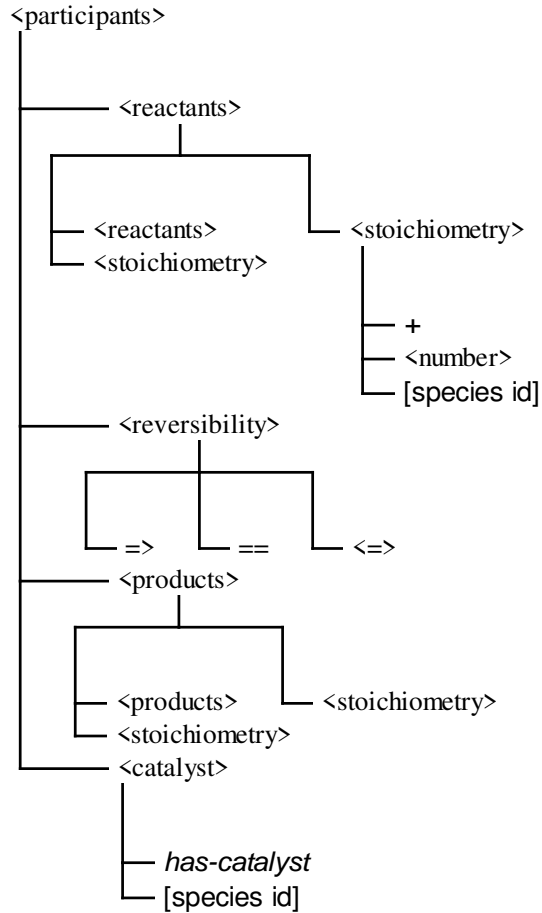 <participants>
<reactants>
<reactants>
<stoichiometry>
<stoichiometry>
+
<number>
[species id]
<reversibility>
=> == <=>
<products>
<products>
<stoichiometry>
<stoichiometry>
<catalyst>
has-catalyst
[species id]